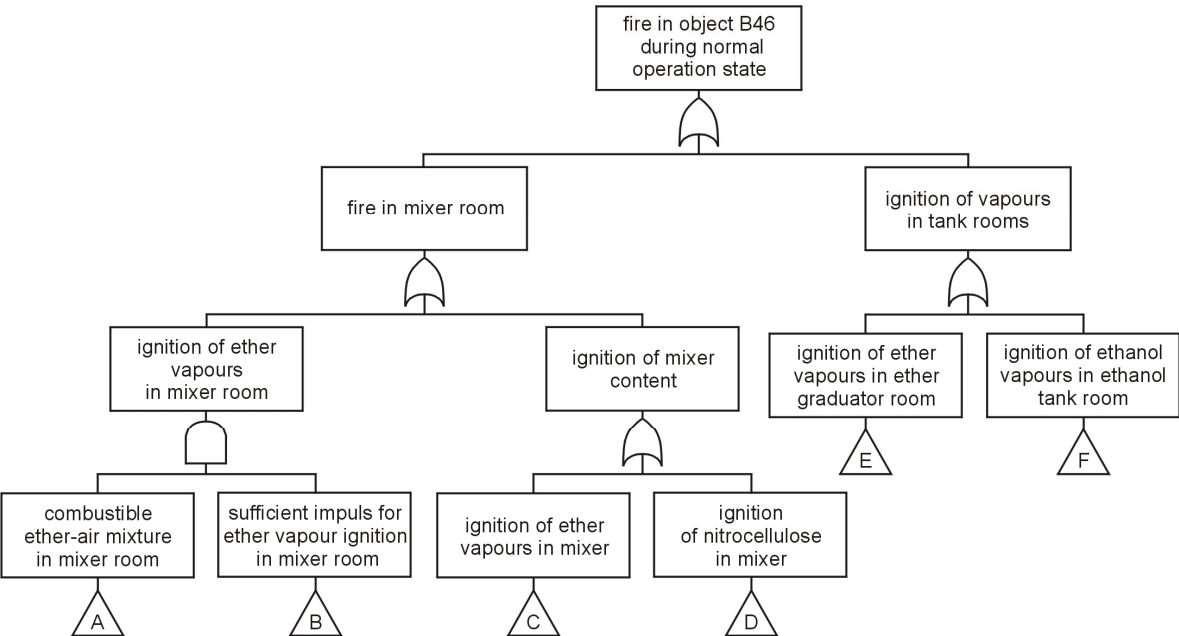 fire in object B46
during normal
operation state
fire in mixer room
ignition of vapours
in tank rooms
ignition of ether
vapours
in mixer room
ignition of mixer
content
ignition of ether
vapours in ether
graduator room
ignition of ethanol
vapours in ethanol
tank room
E
F
combustible
ether-air mixture
in mixer room
sufficient impuls for
ether vapour ignition
in mixer room
ignition of ether
vapours in mixer
ignition
of nitrocellulose
in mixer
A
B
C
D